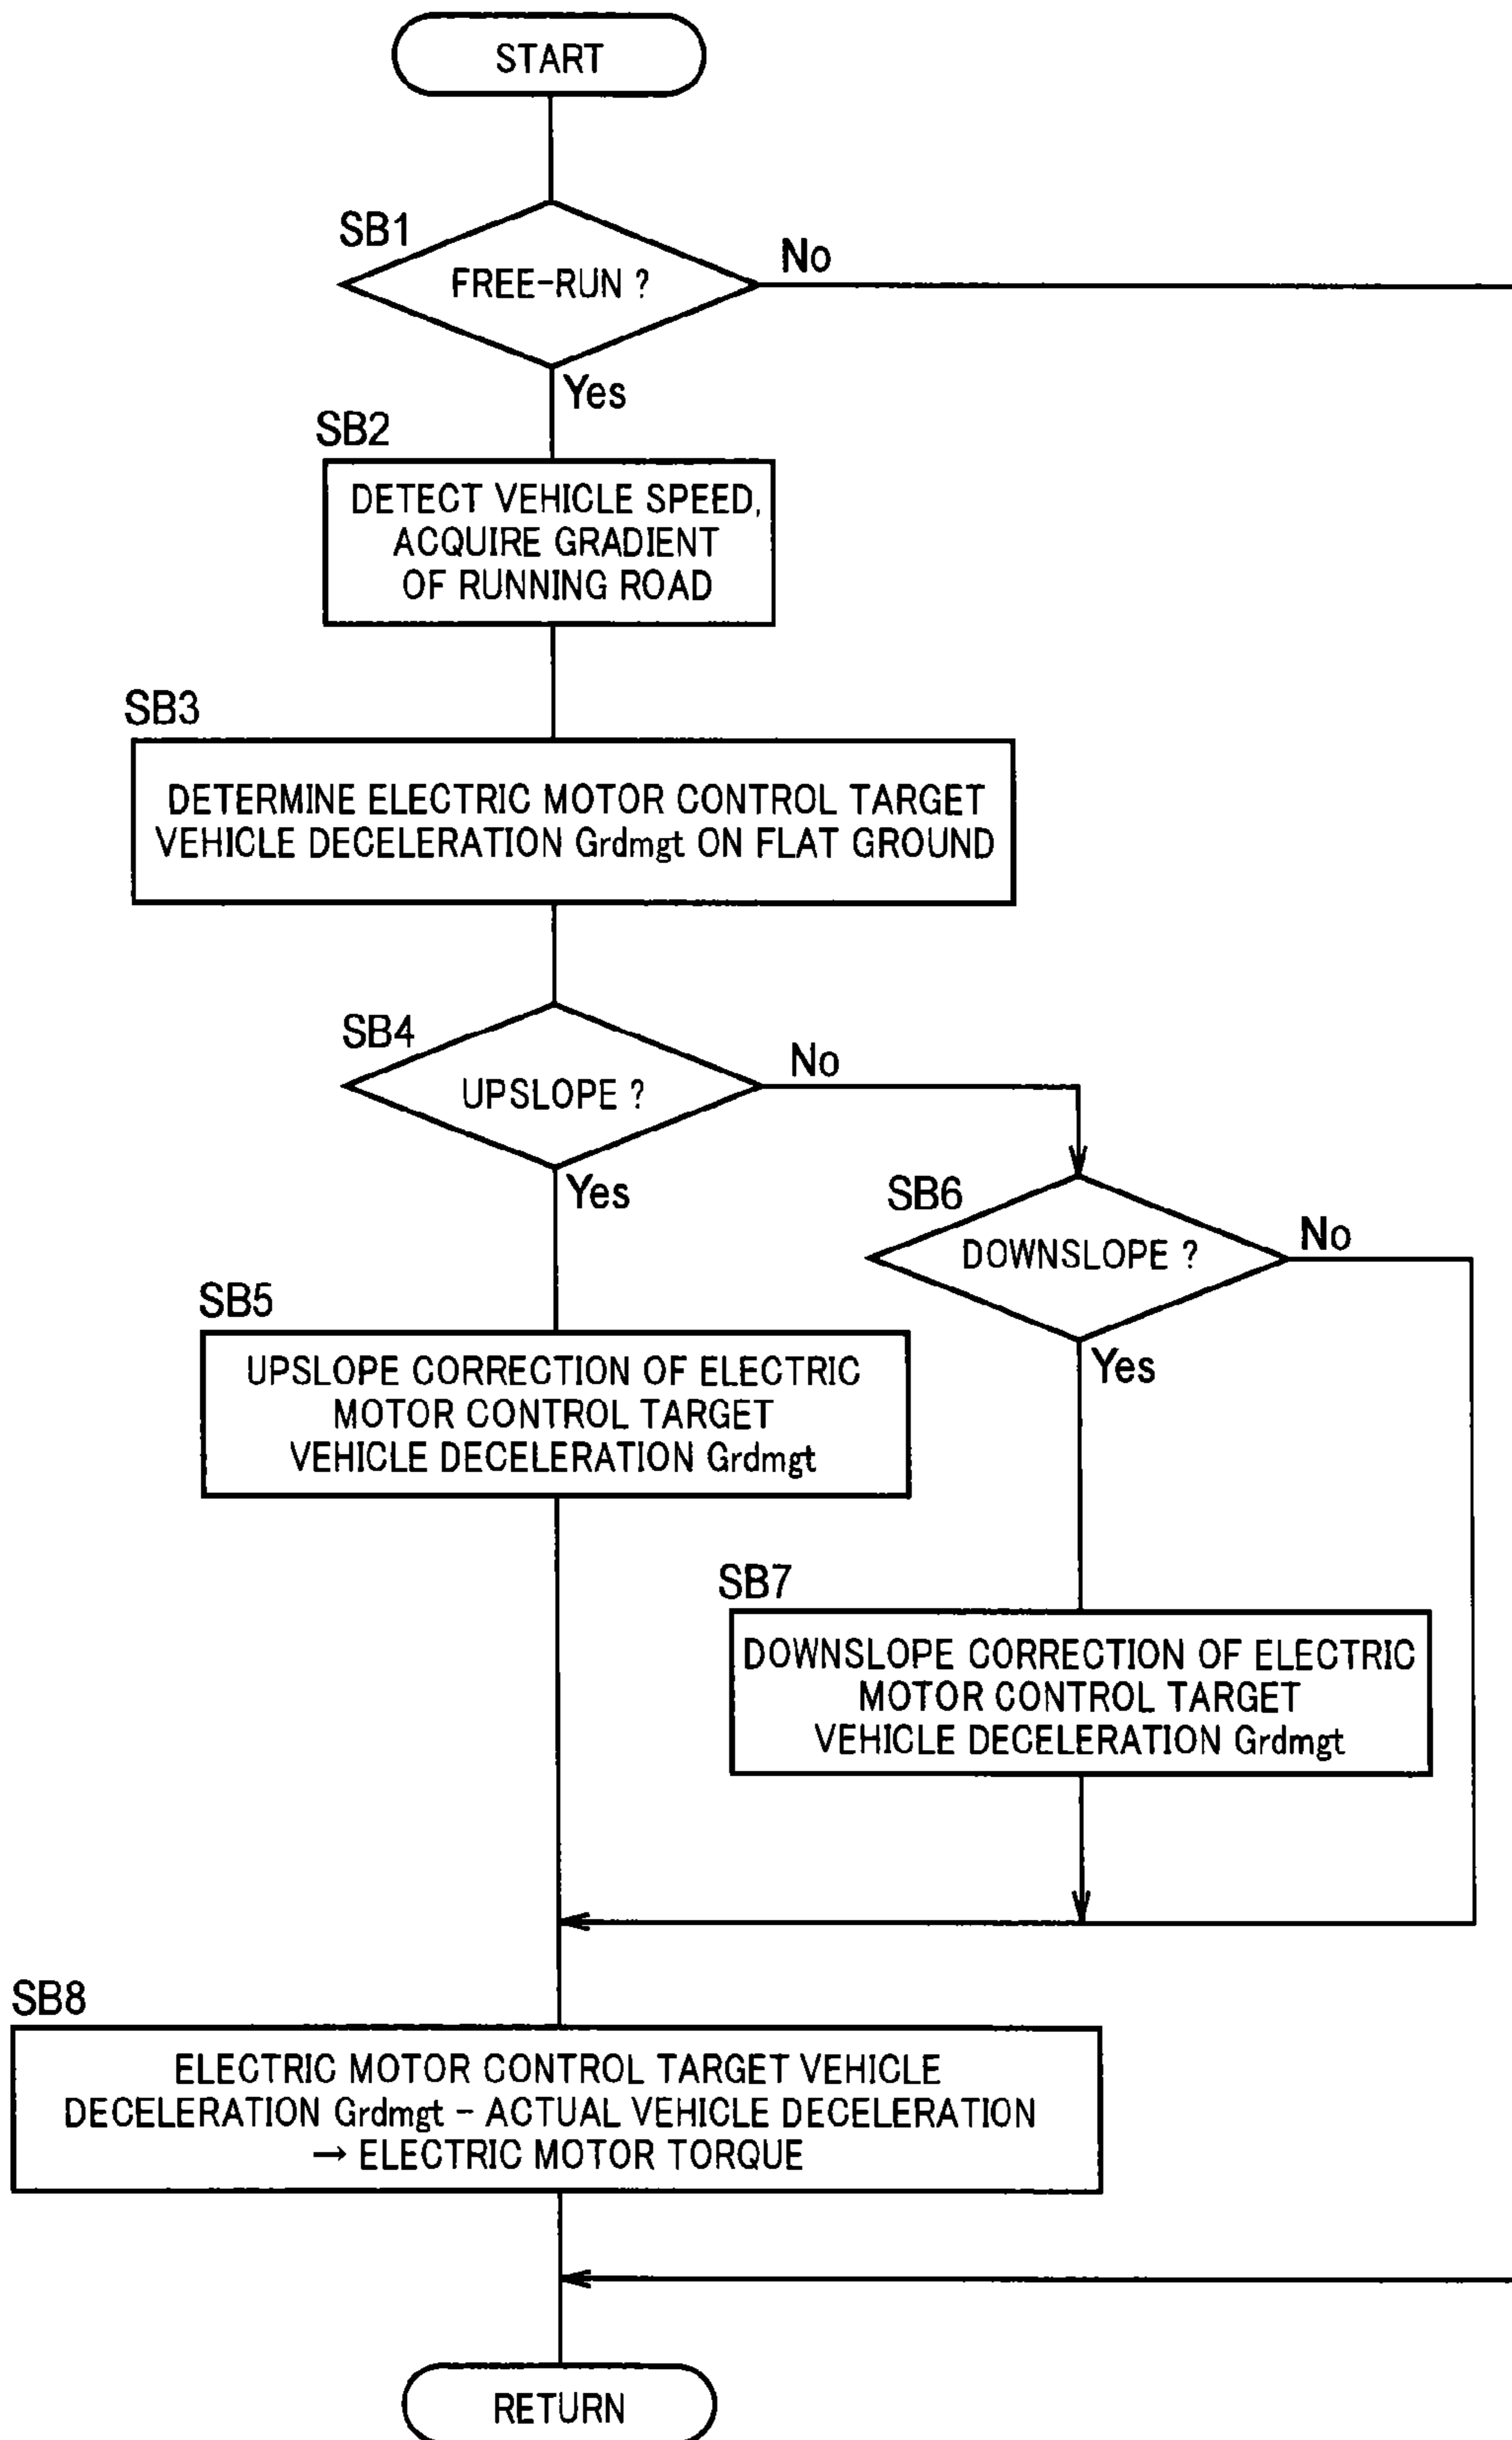 START
SB1
FREE-RUN ?
No
Yes
SB2
DETECT VEHICLE SPEED,
ACQUIRE GRADIENT
OF RUNNING ROAD
SB3
DETERMINE ELECTRIC MOTOR CONTROL TARGET
VEHICLE DECELERATION Grdmgt ON FLAT GROUND
SB4
UPSLOPE ?
No
Yes
SB6
DOWNSLOPE ?
No
Yes
SB5
UPSLOPE CORRECTION OF ELECTRIC
MOTOR CONTROL TARGET
VEHICLE DECELERATION Grdmgt
SB7
DOWNSLOPE CORRECTION OF ELECTRIC
MOTOR CONTROL TARGET
VEHICLE DECELERATION Grdmgt
SB8
ELECTRIC MOTOR CONTROL TARGET VEHICLE
DECELERATION Grdmgt – ACTUAL VEHICLE DECELERATION
→ ELECTRIC MOTOR TORQUE
RETURN